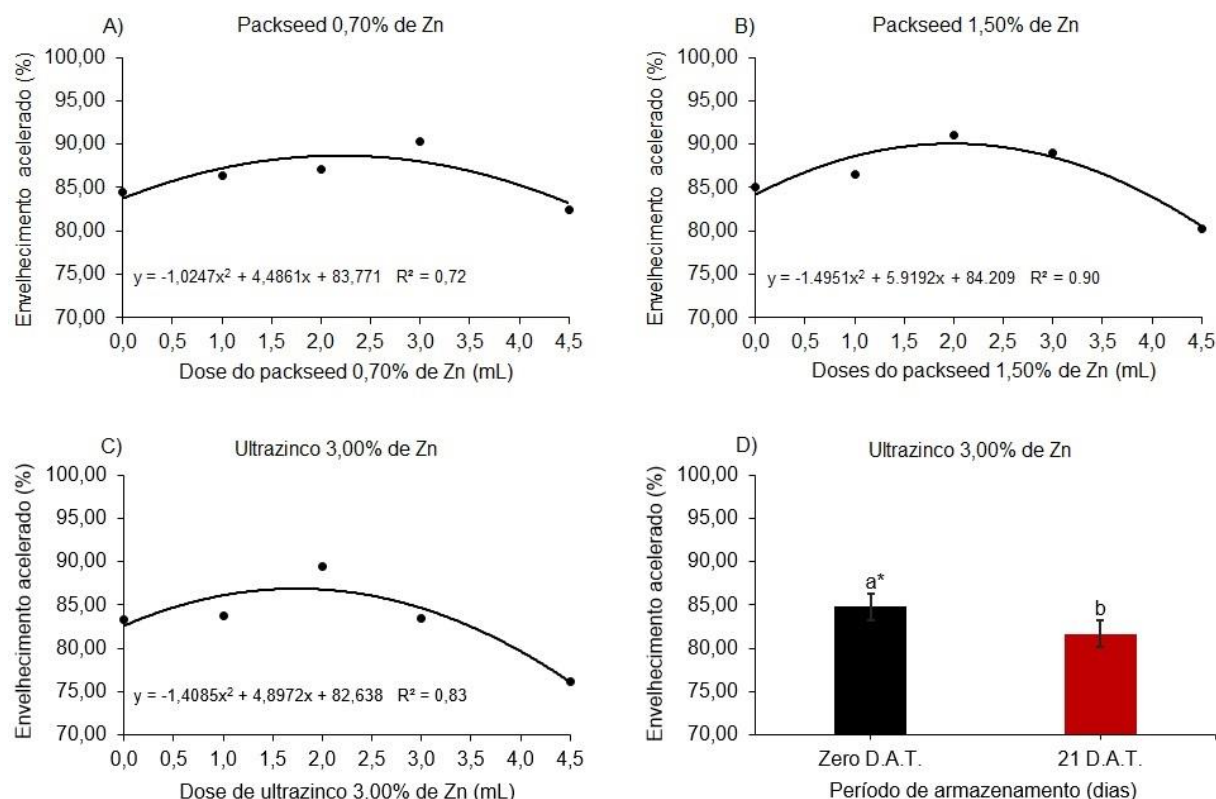 A)
Packseed 0,70% de Zn
Envelhecimento acelerado (%)
100,00
95,00
90,00
85,00
80,00
75,00
70,00
y = -1,0247x² + 4,4861x + 83,771 R² = 0,72
0,0 0,5 1,0 1,5 2,0 2,5 3,0 3,5 4,0 4,5
Dose do packseed 0,70% de Zn (mL)
B)
Packseed 1,50% de Zn
Envelhecimento acelerado (%)
100,00
95,00
90,00
85,00
80,00
75,00
70,00
y = -1.4951x² + 5.9192x + 84.209 R² = 0.90
0,0 0,5 1,0 1,5 2,0 2,5 3,0 3,5 4,0 4,5
Doses do packseed 1,50% de Zn (mL)
C)
Ultrazinco 3,00% de Zn
Envelhecimento acelerado (%)
100,00
95,00
90,00
85,00
80,00
75,00
70,00
y = -1,4085x² + 4,8972x + 82,638 R² = 0,83
0,0 0,5 1,0 1,5 2,0 2,5 3,0 3,5 4,0 4,5
Dose de ultrazinco 3.00% de Zn (mL)
D)
Ultrazinco 3,00% de Zn
Envelhecimento acelerado (%)
100,00
95,00
90,00
85,00
80,00
75,00
70,00
a*
b
Zero D.A.T. 21 D.A.T.
Período de armazenamento (dias)